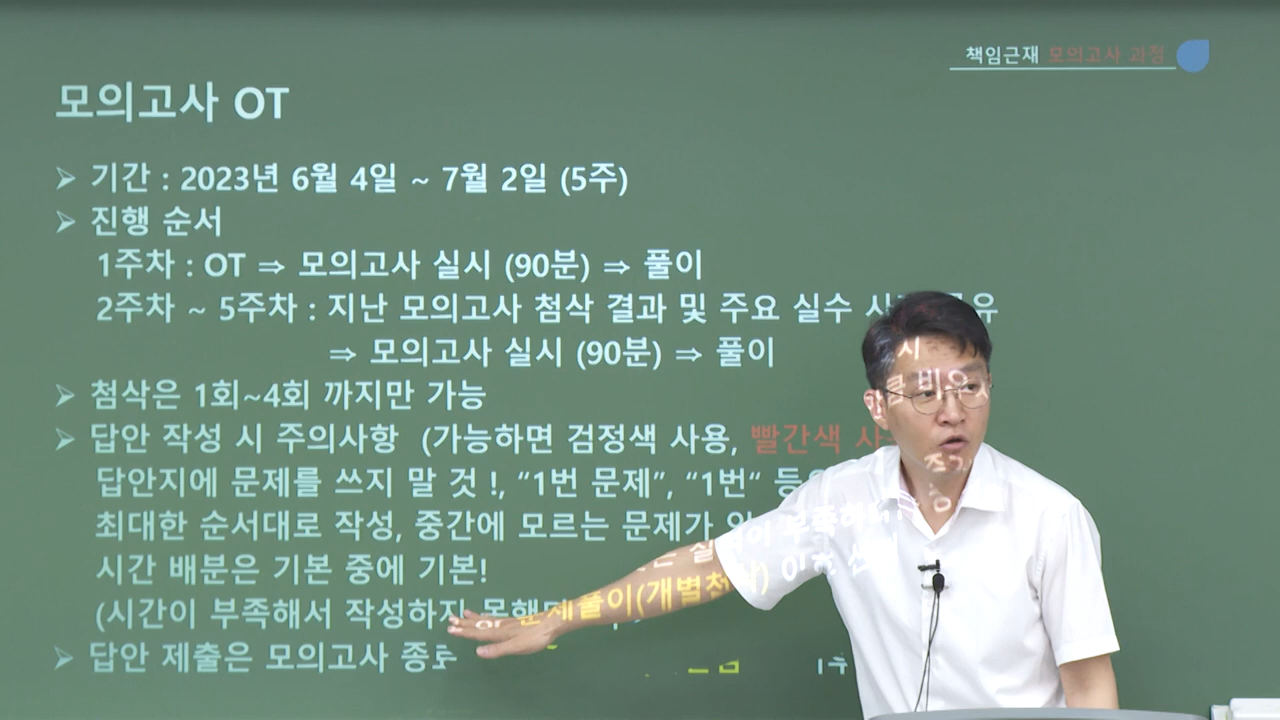 책임근재 모의고사 과정
모의고사 OT
➢ 기간 : 2023년 6월 4일 ~ 7월 2일 (5주)
➢ 진행 순서
1주차 : OT ⇒ 모의고사 실시 (90분) ⇒ 풀이
2주차 ~ 5주차 : 지난 모의고사 첨삭 결과 및 주요 실수
⇒ 모의고사 실시 (90분) ⇒ 풀이
➢ 첨삭은 1회~4회 까지만 가능
➢ 답안 작성 시 주의사항 (가능하면 검정색 사용, 빨간색
답안지에 문제를 쓰지 말 것 !, “1번 문제”, “1번“ 등
최대한 순서대로 작성, 중간에 모르는 문제가
시간 배분은 기본 중에 기본!
(시간이 부족해서 작성하지
➢ 답안 제출은 모의고사